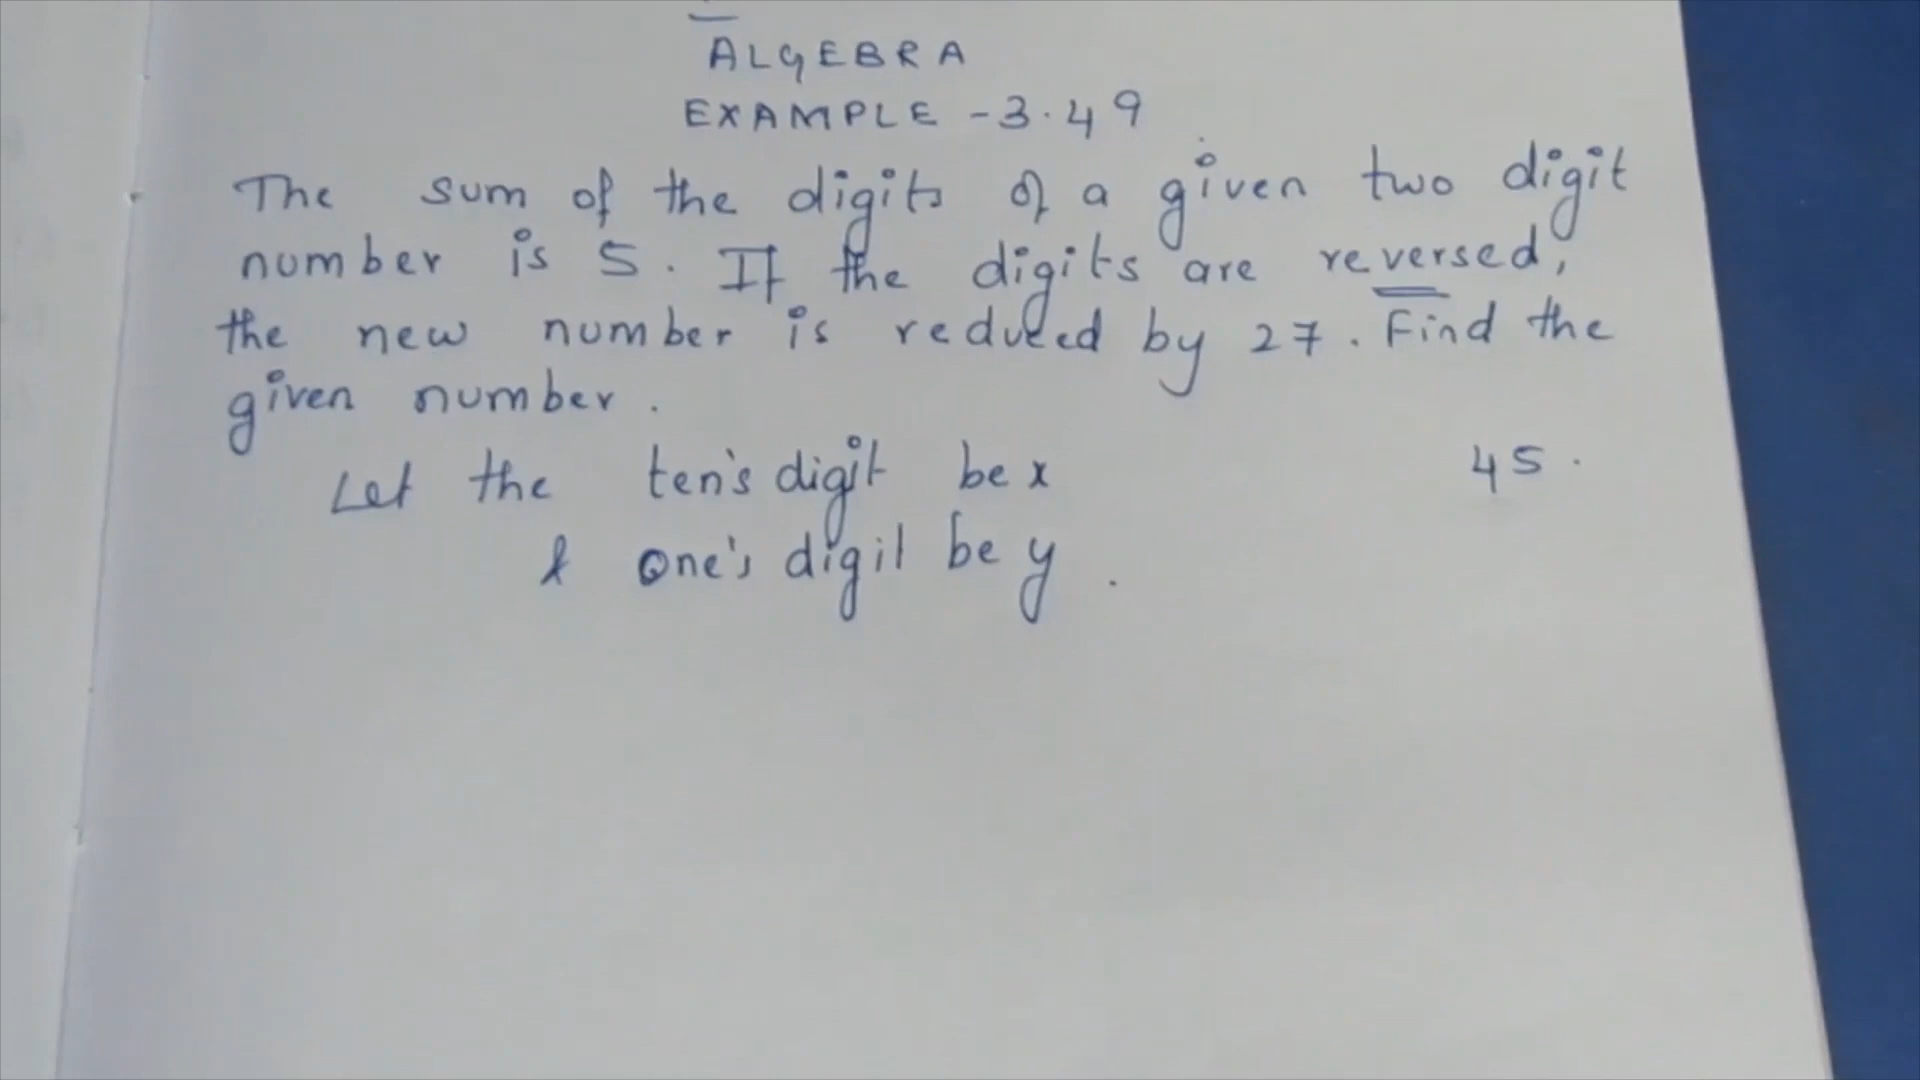 ALGEBRA
EXAMPLE - 3.49
The sum of the digits of a given two digit
number is 5. If the digits are reversed,
the new number is reduced by 27. Find the
given number.
Let the ten's digit be x
45.
& one's digit be y.